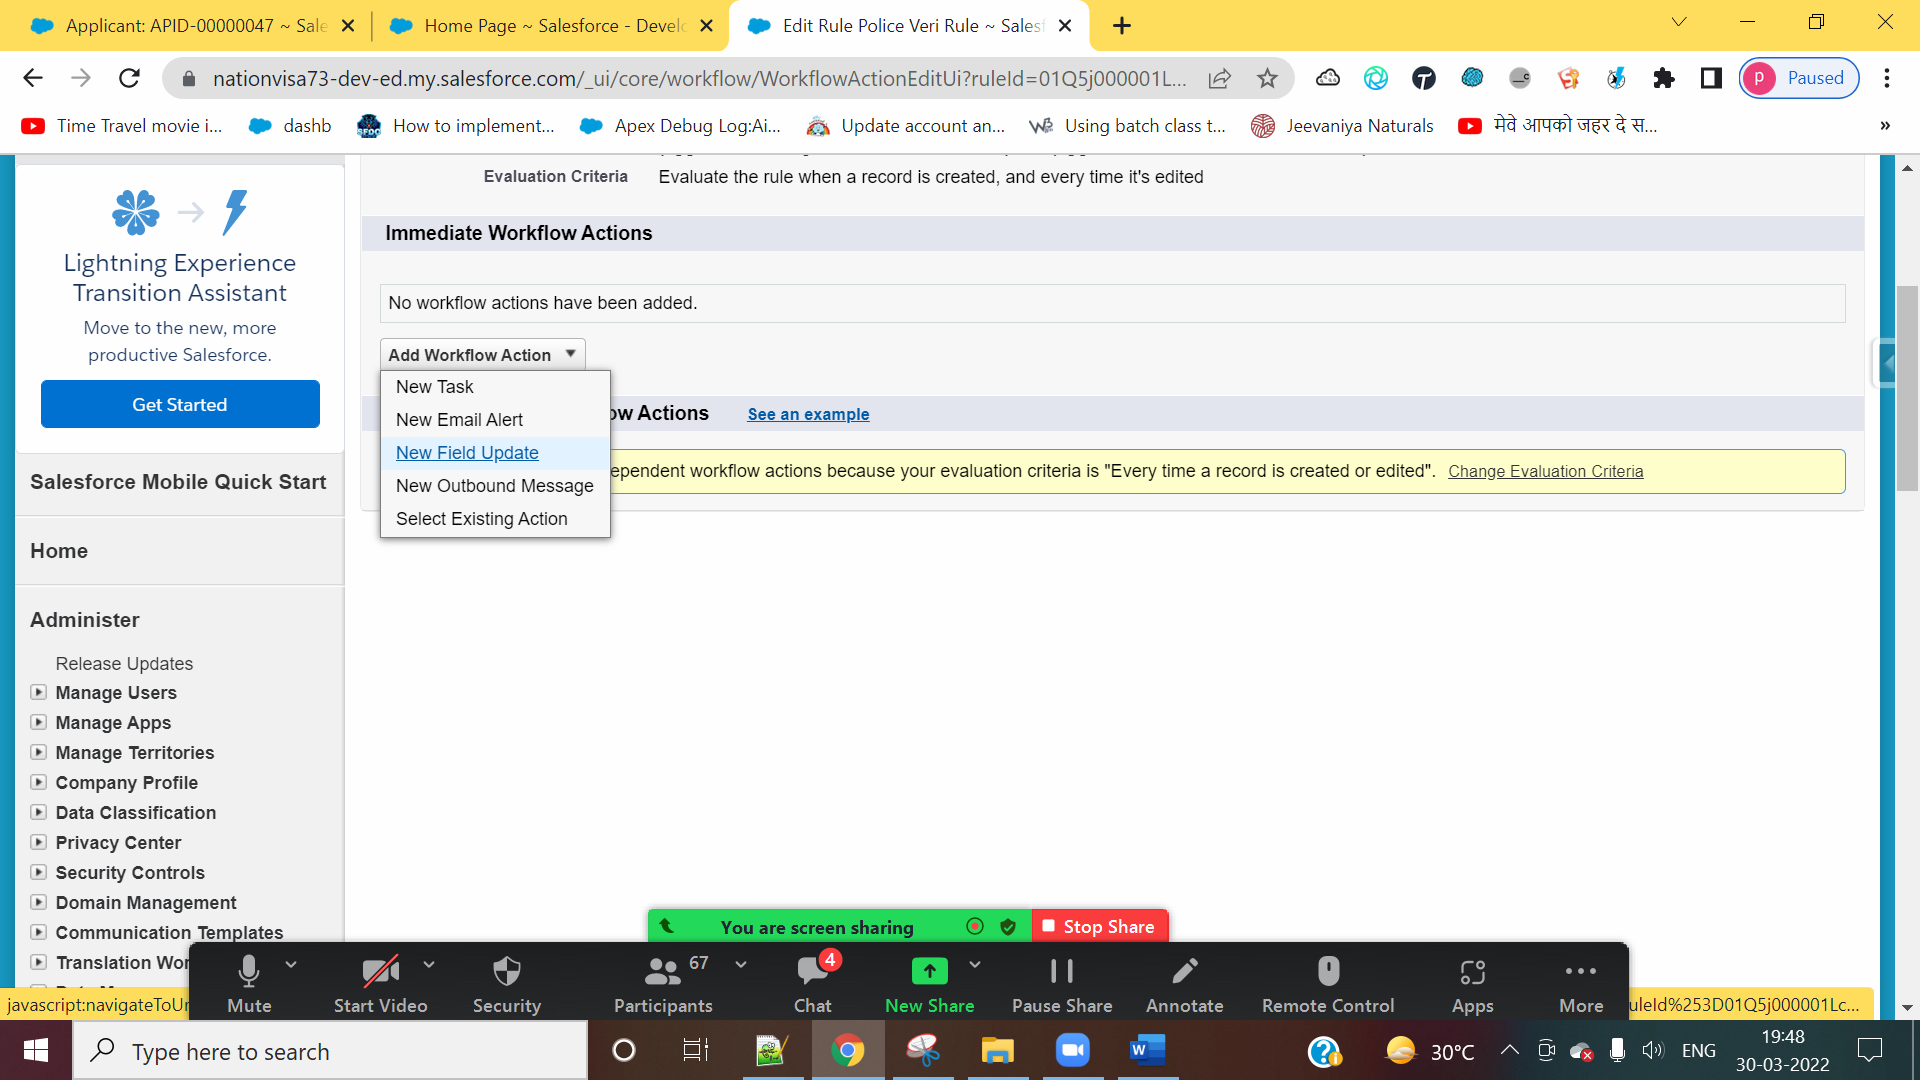 Applicant: APID-00000047 ~ Sale
Home Page ~ Salesforce - Develo
Edit Rule Police Veri Rule ~ Salesf
nationvisa73-dev-ed.my.salesforce.com/_ui/core/workflow/WorkflowActionEditUi?ruleId=01Q5j000001L...
P Paused
Time Travel movie i...
dashb
How to implement...
Apex Debug Log:Ai...
Update account an...
Using batch class t...
Jeevaniya Naturals
मेवे आपको जहर दे स...
»
Evaluation Criteria Evaluate the rule when a record is created, and every time it's edited
Lightning Experience
Transition Assistant
Move to the new, more
productive Salesforce.
Get Started
Salesforce Mobile Quick Start
Home
Administer
Release Updates
Manage Users
Manage Apps
Manage Territories
Company Profile
Data Classification
Privacy Center
Security Controls
Domain Management
Communication Templates
Translation Wor
Immediate Workflow Actions
No workflow actions have been added.
Add Workflow Action
New Task
New Email Alert
New Field Update
New Outbound Message
Select Existing Action
ow Actions See an example
ependent workflow actions because your evaluation criteria is "Every time a record is created or edited". Change Evaluation Criteria
You are screen sharing
Stop Share
Mute
Start Video
Security
67
Participants
4
Chat
New Share
Pause Share
Annotate
Remote Control
Apps
More
javascript:navigateToUr
uleId%253D01Q5j000001Lc...
Type here to search
30°C
ENG
19:48
30-03-2022